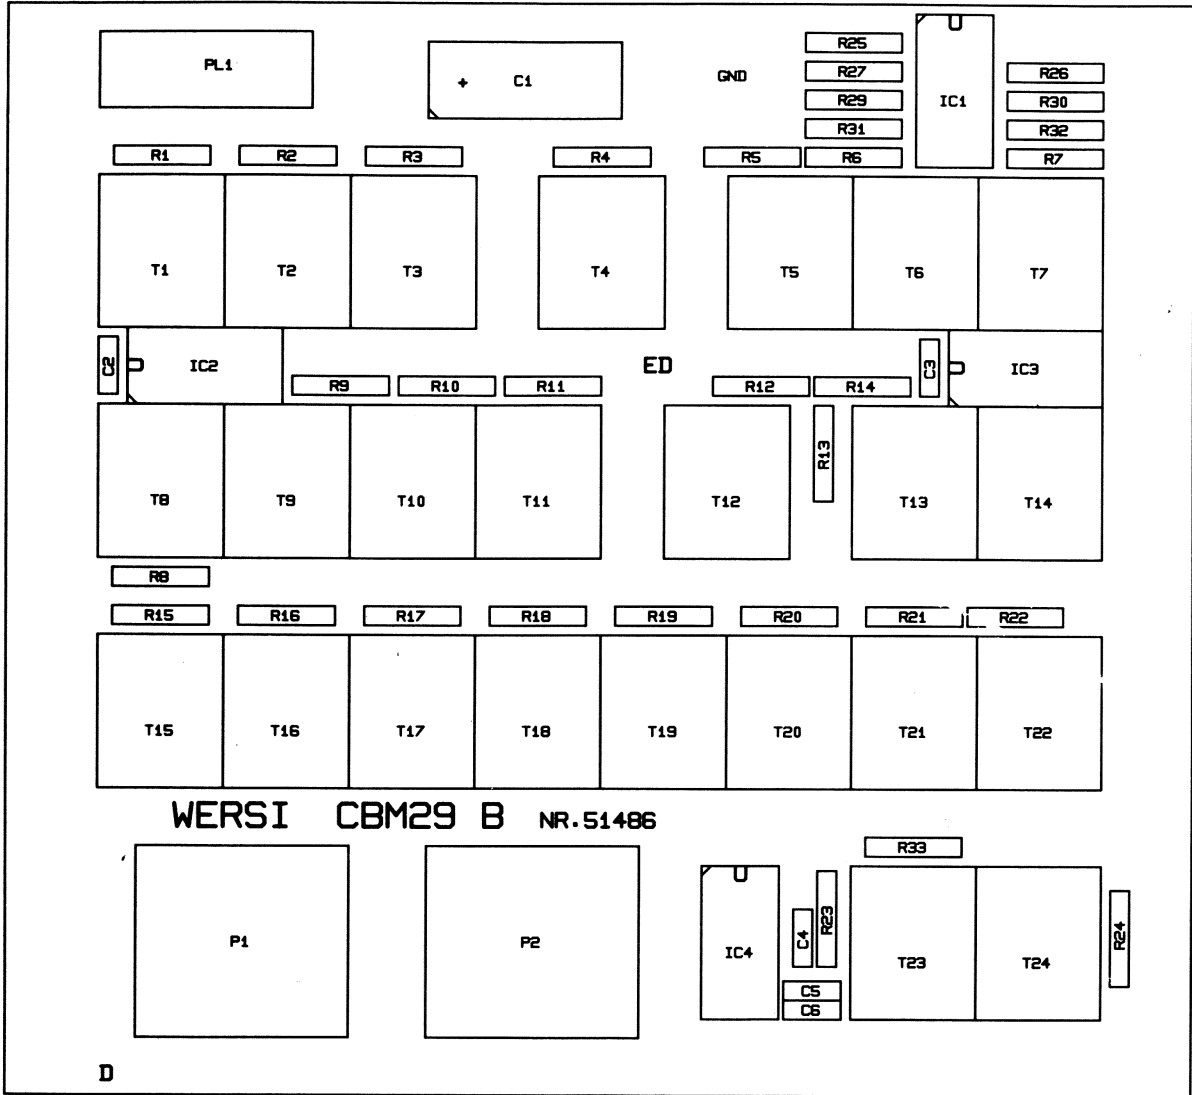 PL1
C1
GND
R25
R27
R29
R31
IC1
R26
R30
R32
R1
R2
R3
R4
R5
R6
R7
T1
T2
T3
T4
T5
T6
T7
C2
IC2
R9
R10
R11
ED
R12
R14
C3
IC3
R13
T8
T9
T10
T11
T12
T13
T14
R8
R15
R16
R17
R18
R19
R20
R21
R22
T15
T16
T17
T18
T19
T20
T21
T22
WERSI CBM29 B NR.51486
R33
P1
P2
IC4
C4
R23
T23
T24
R24
C5
C6
D